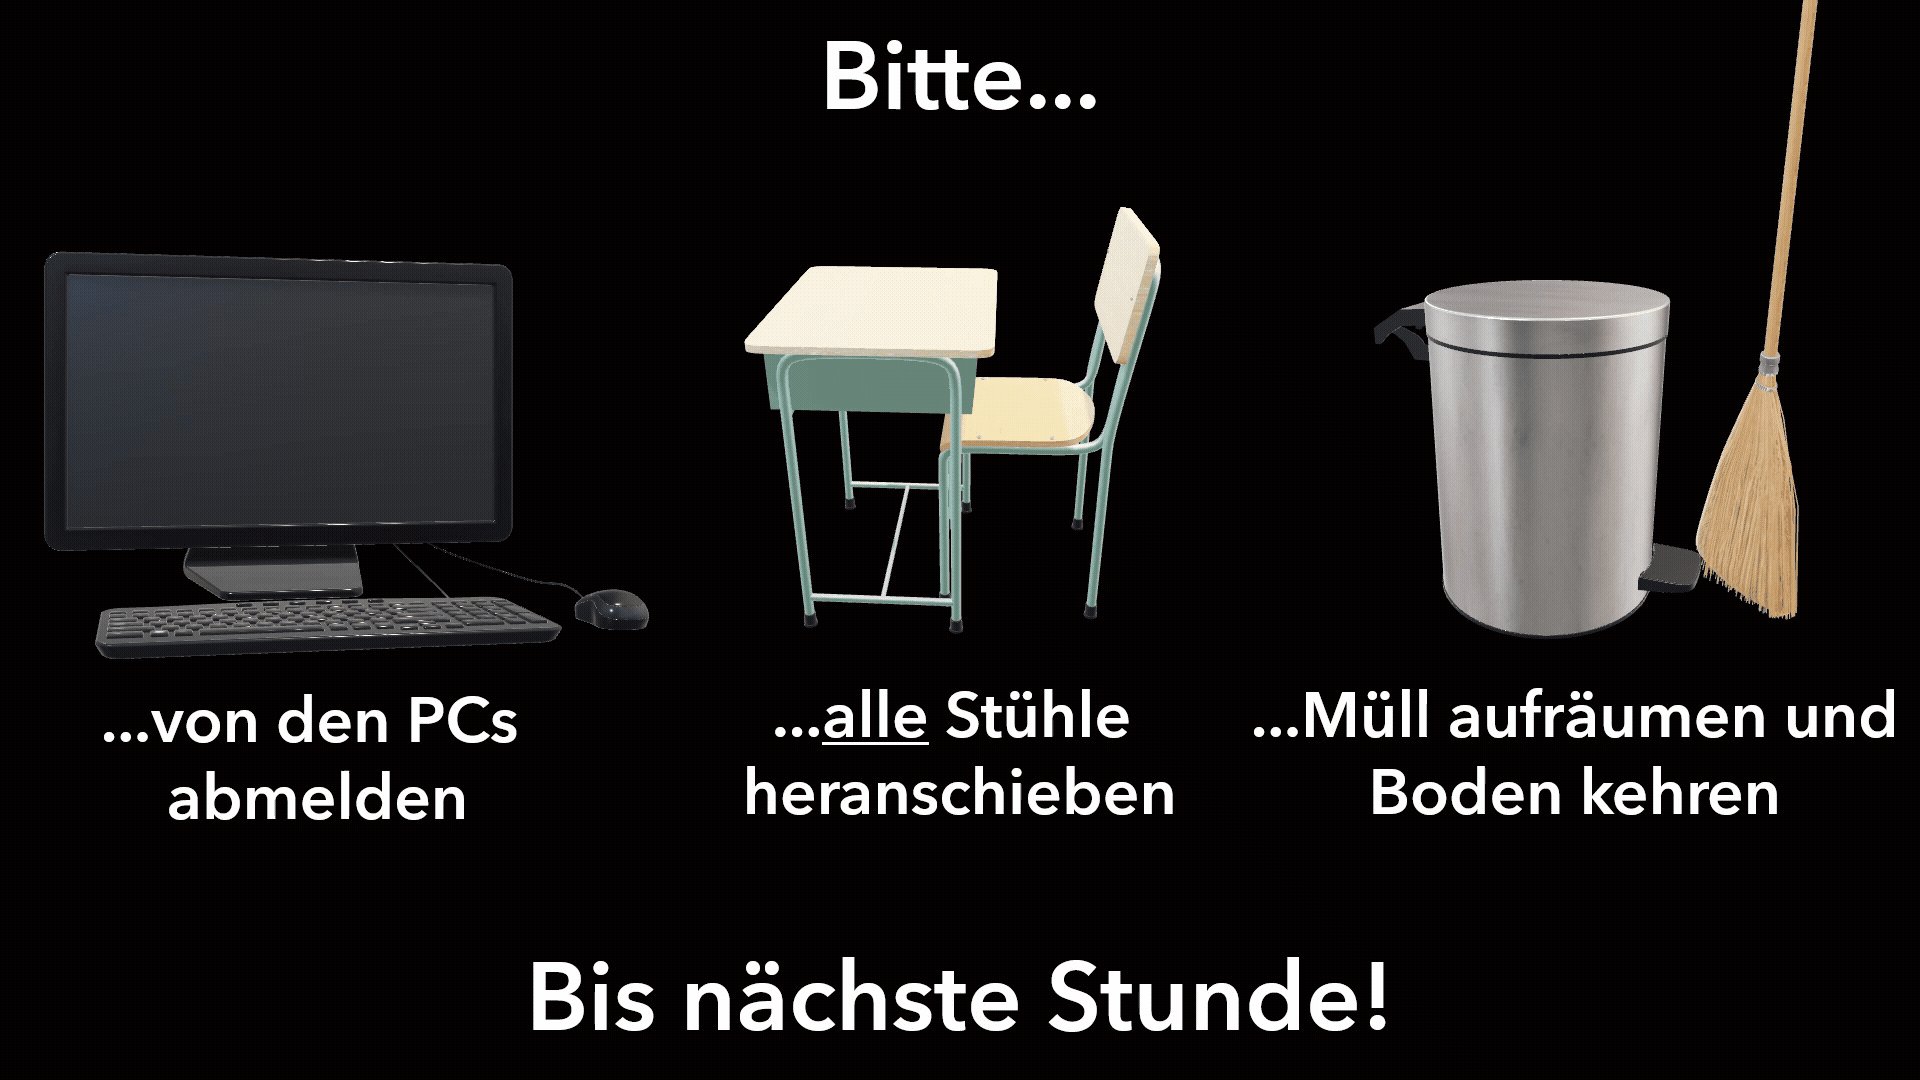 Bitte...
...von den PCs
abmelden
...alle Stühle
heranschieben
...Müll aufräumen und
Boden kehren
Bis nächste Stunde!